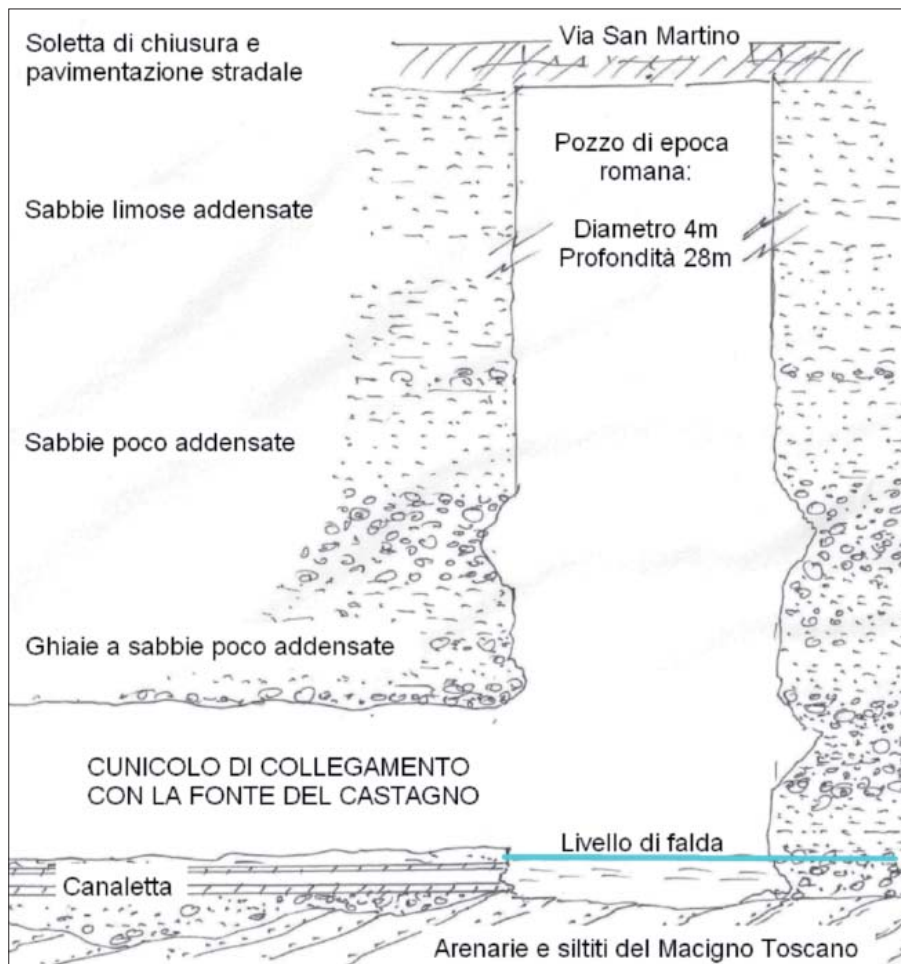 Soletta di chiusura e
pavimentazione stradale
Via San Martino
Pozzo di epoca
romana:
Sabbie limose addensate
Diametro 4m
Profondità 28m
Sabbie poco addensate
Ghiaie a sabbie poco addensate
CUNICOLO DI COLLEGAMENTO
CON LA FONTE DEL CASTAGNO
Livello di falda
Canaletta
Arenarie e siltiti del Macigno Toscano